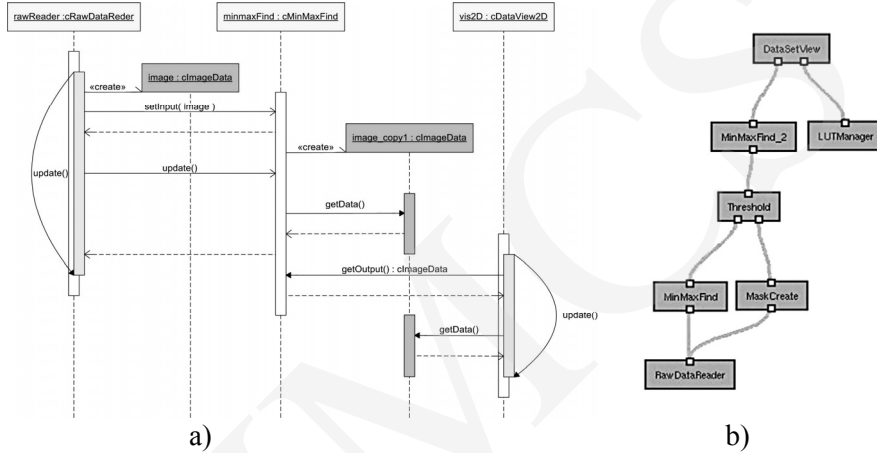 rawReader :cRawDataReder
minmaxFind : cMinMaxFind
vis2D : cDataView2D
image : cImageData
«create»
setInput( image )
«create»
image_copy1 : cImageData
update()
update()
getData()
getOutput() : cImageData
getData()
update()
a)
DataSetView
MinMaxFind_2
LUTManager
Threshold
MinMaxFind
MaskCreate
RawDataReader
b)